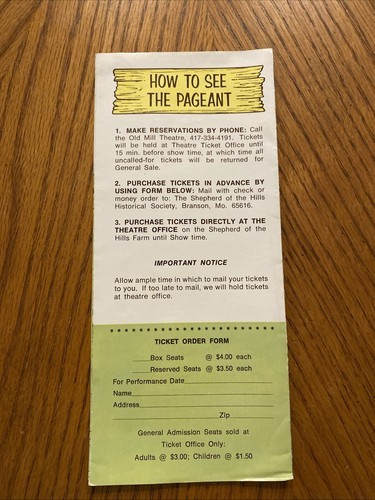 HOW TO SEE
THE PAGEANT
1. MAKE RESERVATIONS BY PHONE: Call
the Old Mill Theatre, 417-334-4191. Tickets
will be held at Theatre Ticket Office until
15 min. before show time, at which time all
uncalled-for tickets will be returned for
General Sale.
2. PURCHASE TICKETS IN ADVANCE BY
USING FORM BELOW: Mail with check or
money order to: The Shepherd of the Hills
Historical Society, Branson, Mo. 65616.
3. PURCHASE TICKETS DIRECTLY AT THE
THEATRE OFFICE on the Shepherd of the
Hills Farm until Show time.
IMPORTANT NOTICE
Allow ample time in which to mail your tickets
to you. If too late to mail, we will hold tickets
at theatre office.
TICKET ORDER FORM
Box Seats @ $4.00 each
Reserved Seats @ $3.50 each
For Performance Date
Name
Address
Zip
General Admission Seats sold at
Ticket Office Only:
Adults @ $3.00; Children @ $1.50